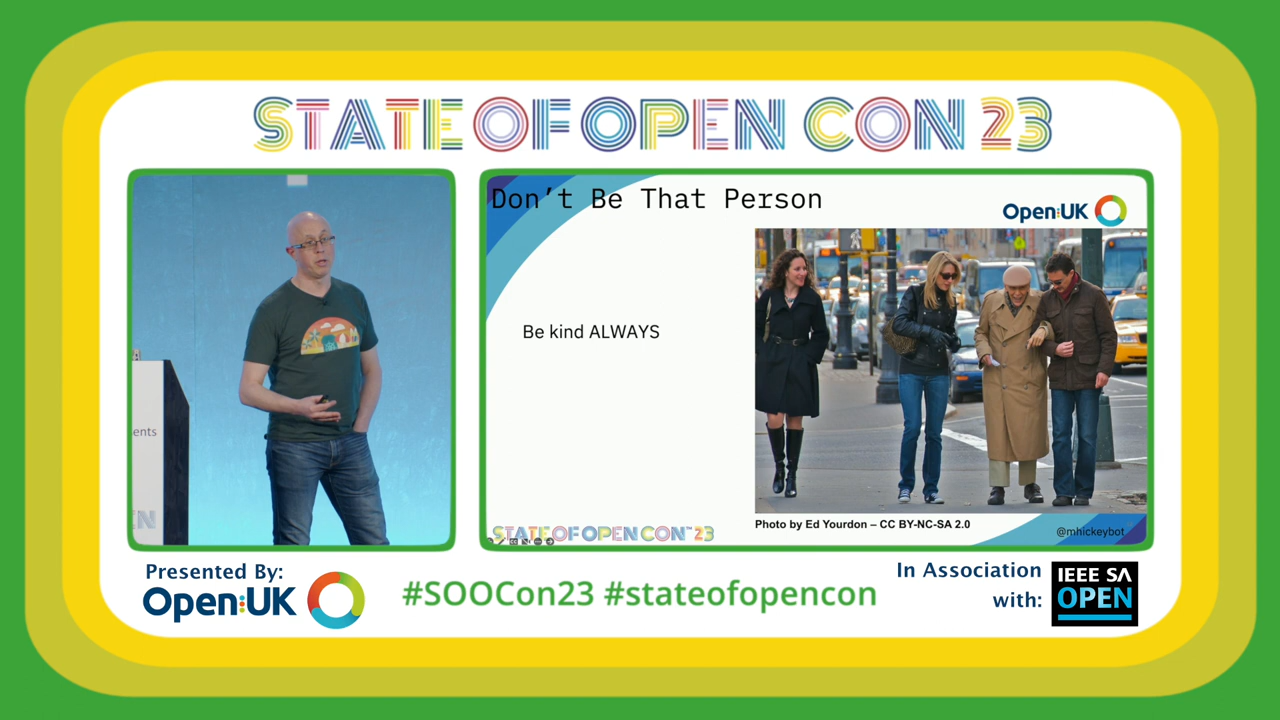 STATE OF OPEN CON 23
Don't Be That Person
Open:UK
Be kind ALWAYS
ents
EN
Photo by Ed Yourdon – CC BY-NC-SA 2.0
STATE OF OPEN CON™ 23
@mhickeybot
Presented By:
Open:UK
#SOOCon23 #stateofopencon
In Association
with:
IEEE SA
OPEN